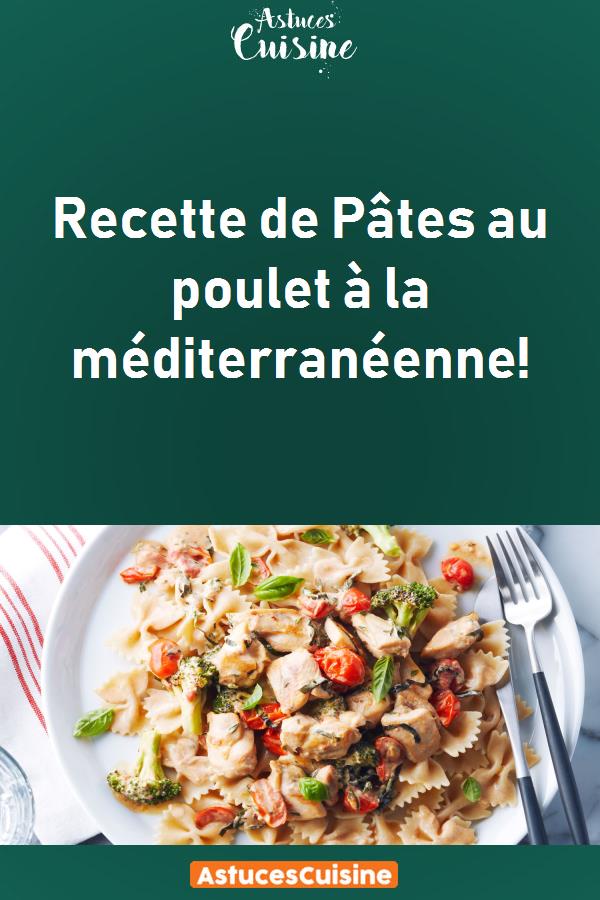 Astuces
Cuisine
Recette de Pâtes au
poulet à la
méditerranéenne!
AstucesCuisine